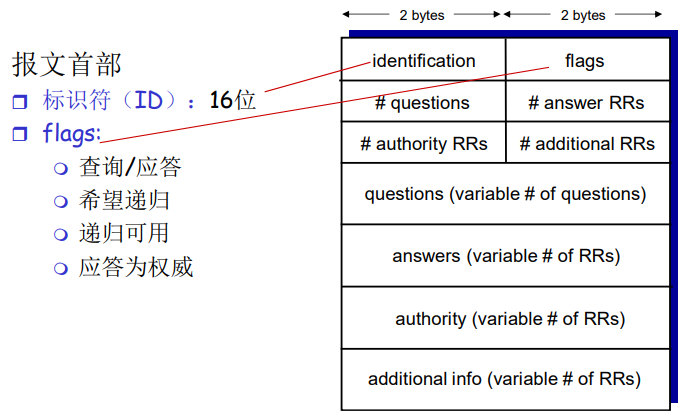 报文首部
标识符（ID）：16位
flags:
查询/应答
希望递归
递归可用
应答为权威
2 bytes 2 bytes
identification flags
# questions # answer RRs
# authority RRs # additional RRs
questions (variable # of questions)
answers (variable # of RRs)
authority (variable # of RRs)
additional info (variable # of RRs)